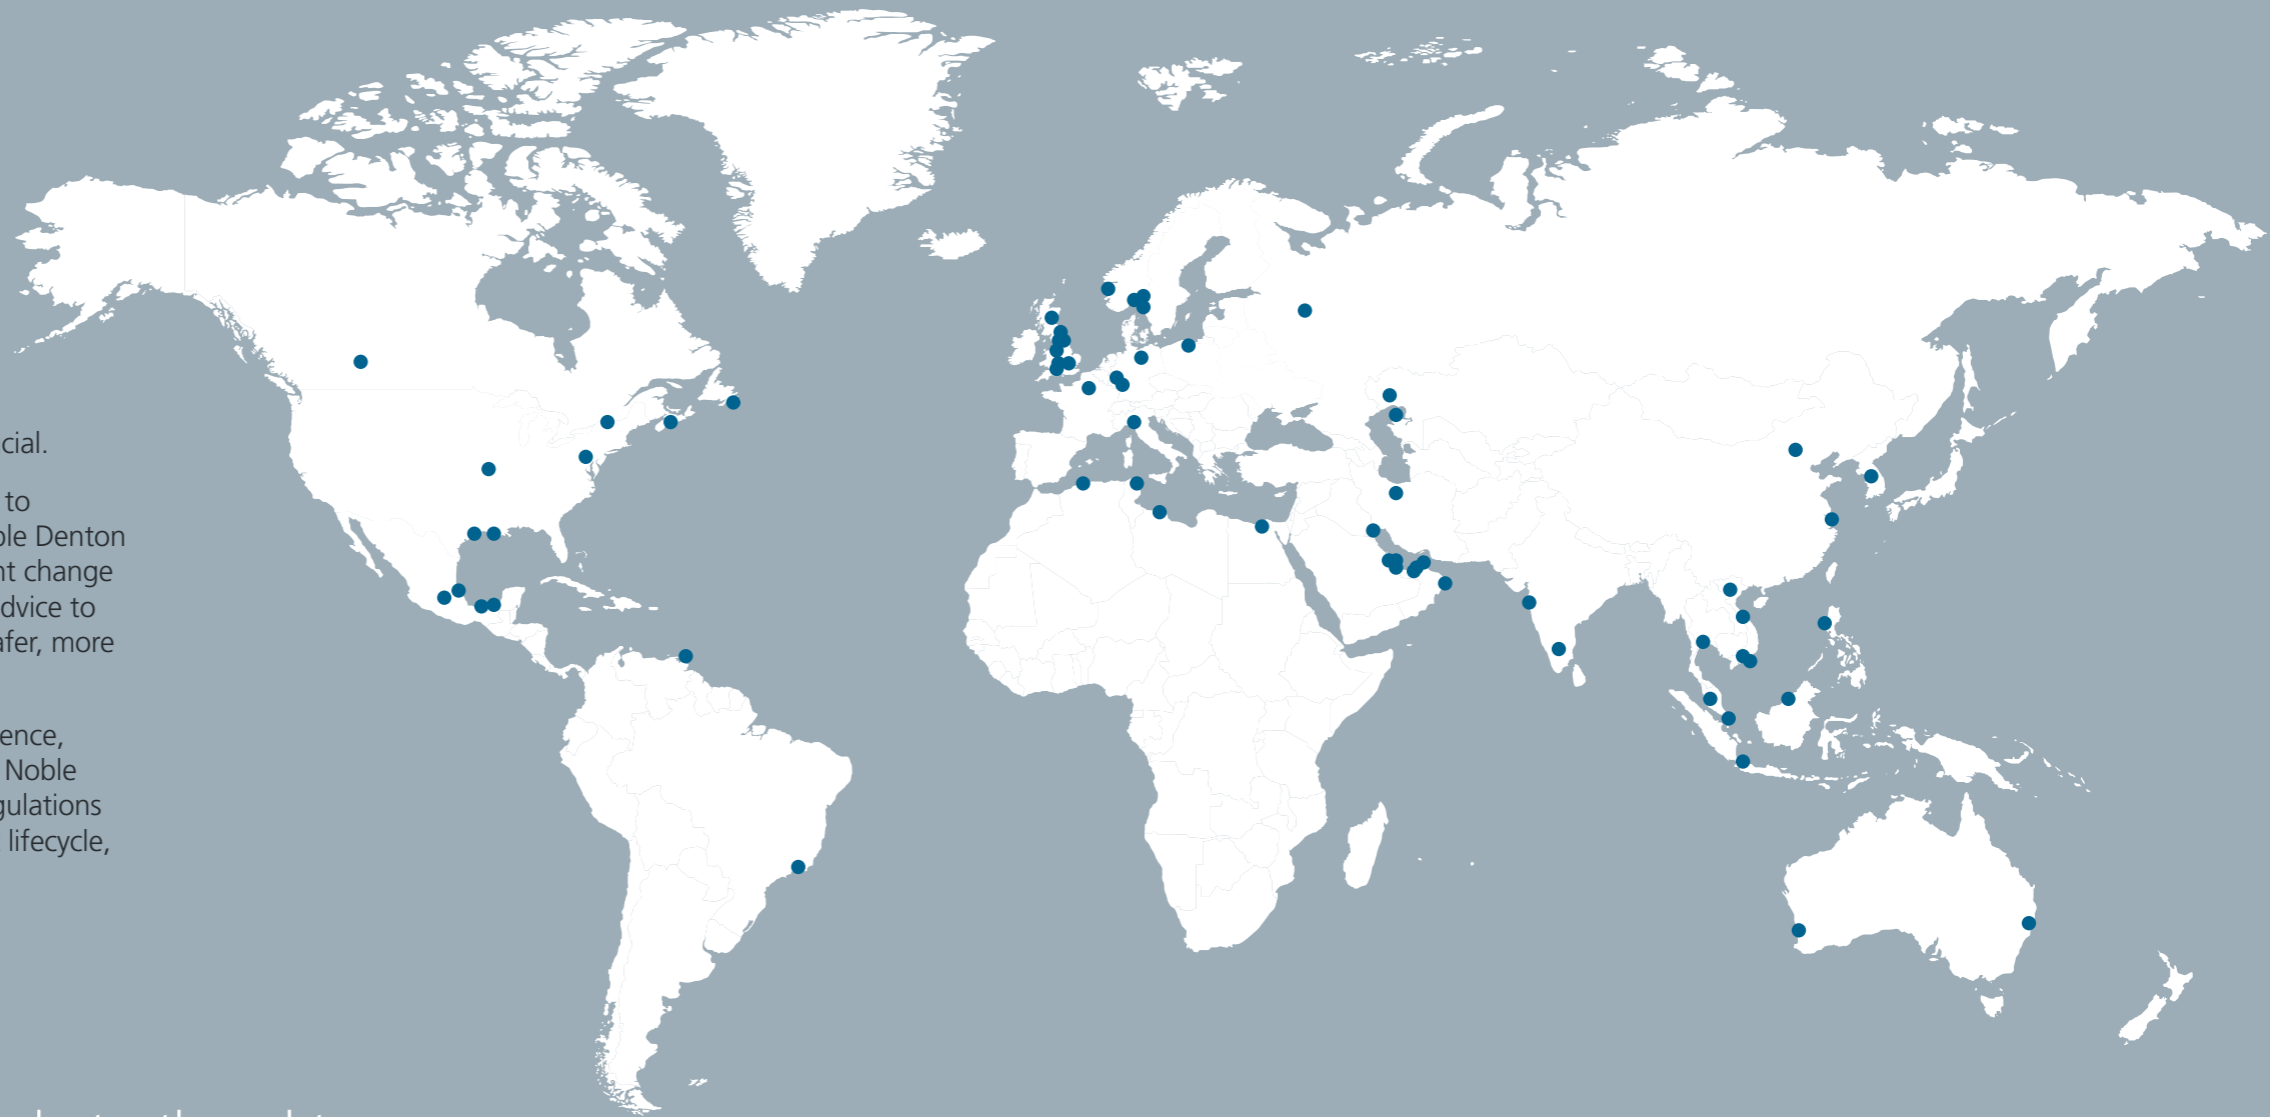 cial.
to
ble Denton
nt change
dvice to
afer, more
ence,
Noble
gulations
lifecycle,